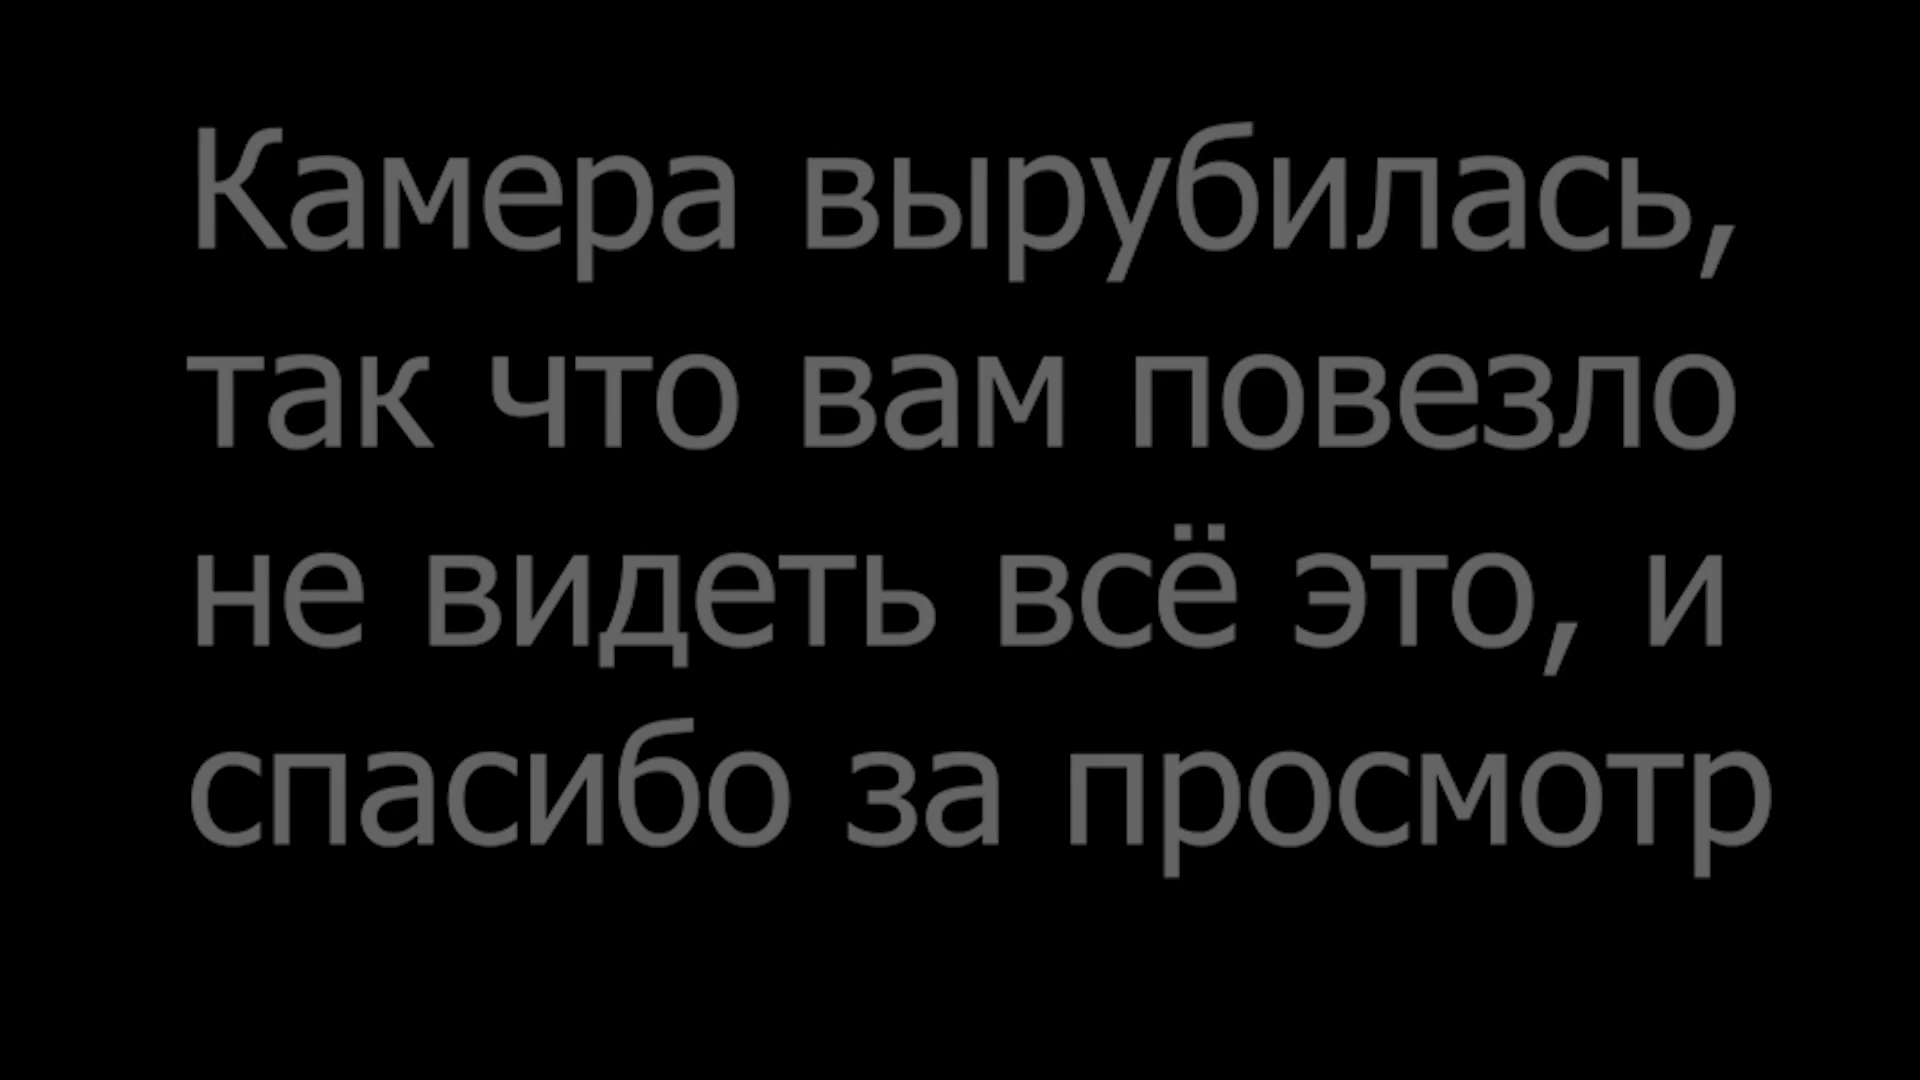 Камера вырубилась,
так что вам повезло
не видеть всё это, и
спасибо за просмотр